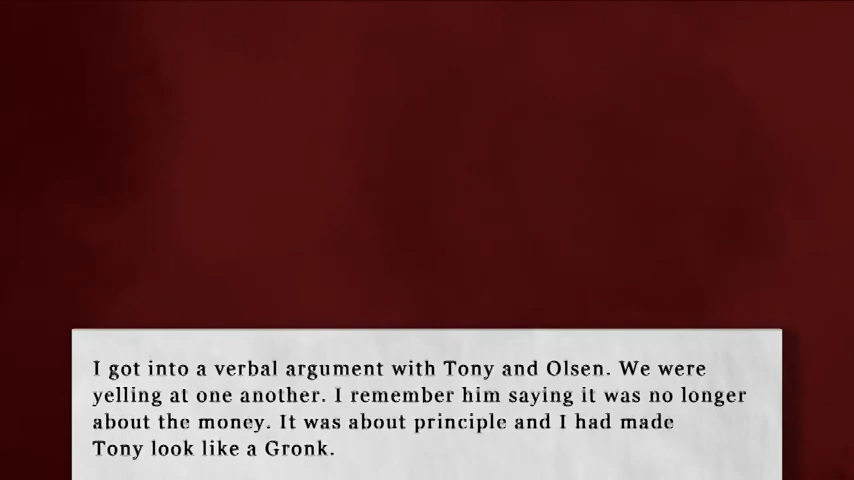 I got into a verbal argument with Tony and Olsen. We were
yelling at one another. I remember him saying it was no longer
about the money. It was about principle and I had made
Tony look like a Gronk.